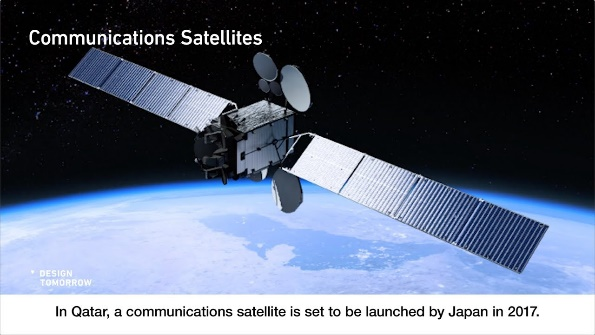 Communications Satellites
DESIGN
TOMORROW
In Qatar, a communications satellite is set to be launched by Japan in 2017.